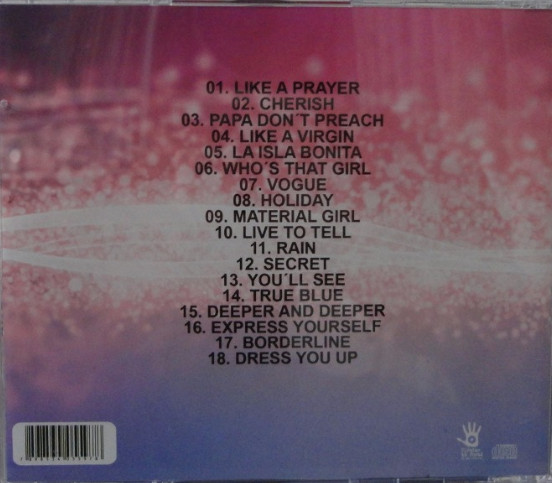 01. LIKE A PRAYER
02. CHERISH
03. PAPA DON´T PREACH
04. LIKE A VIRGIN
05. LA ISLA BONITA
06. WHO´S THAT GIRL
07. VOGUE
08. HOLIDAY
09. MATERIAL GIRL
10. LIVE TO TELL
11. RAIN
12. SECRET
13. YOU´LL SEE
14. TRUE BLUE
15. DEEPER AND DEEPER
16. EXPRESS YOURSELF
17. BORDERLINE
18. DRESS YOU UP